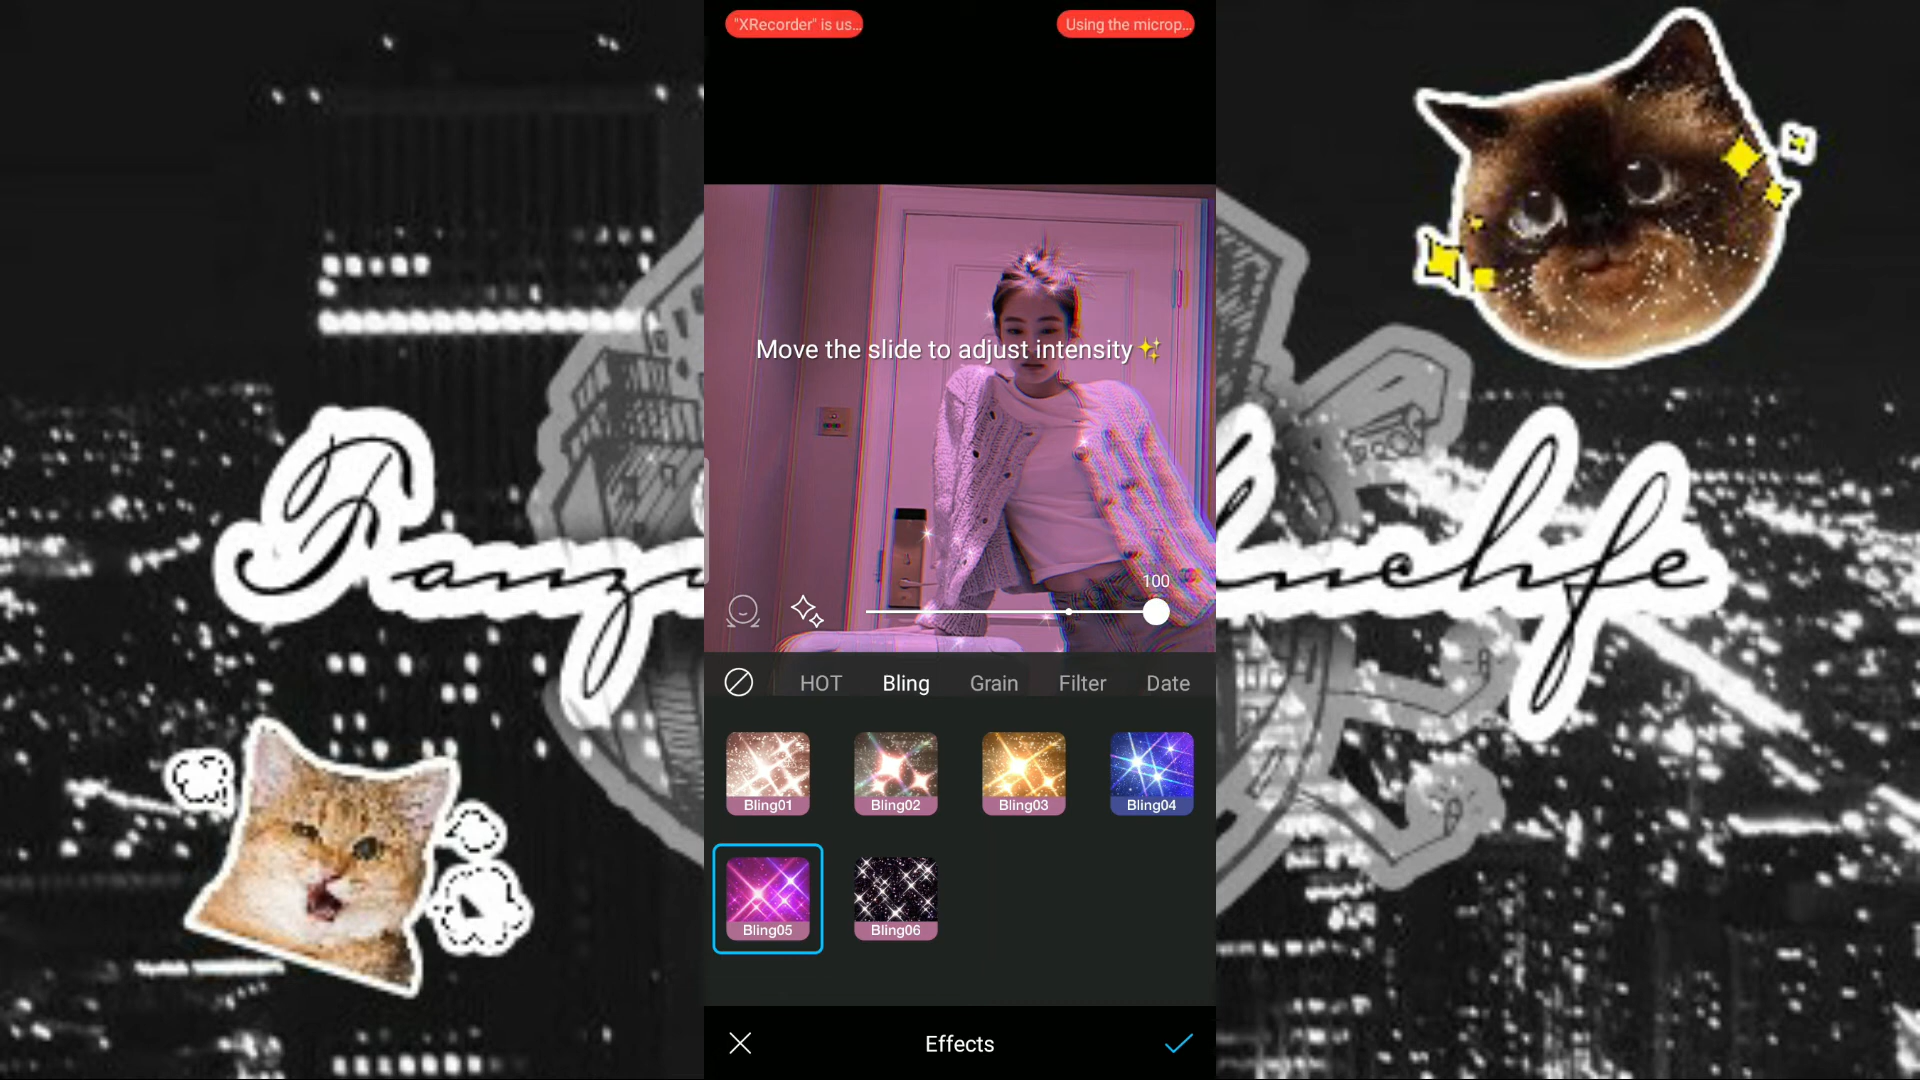 "XRecorder" is us...
Using the microp...
Move the slide to adjust intensity✨
100
HOT Bling Grain Filter Date
Bling01 Bling02 Bling03 Bling04
Bling05 Bling06
Effects